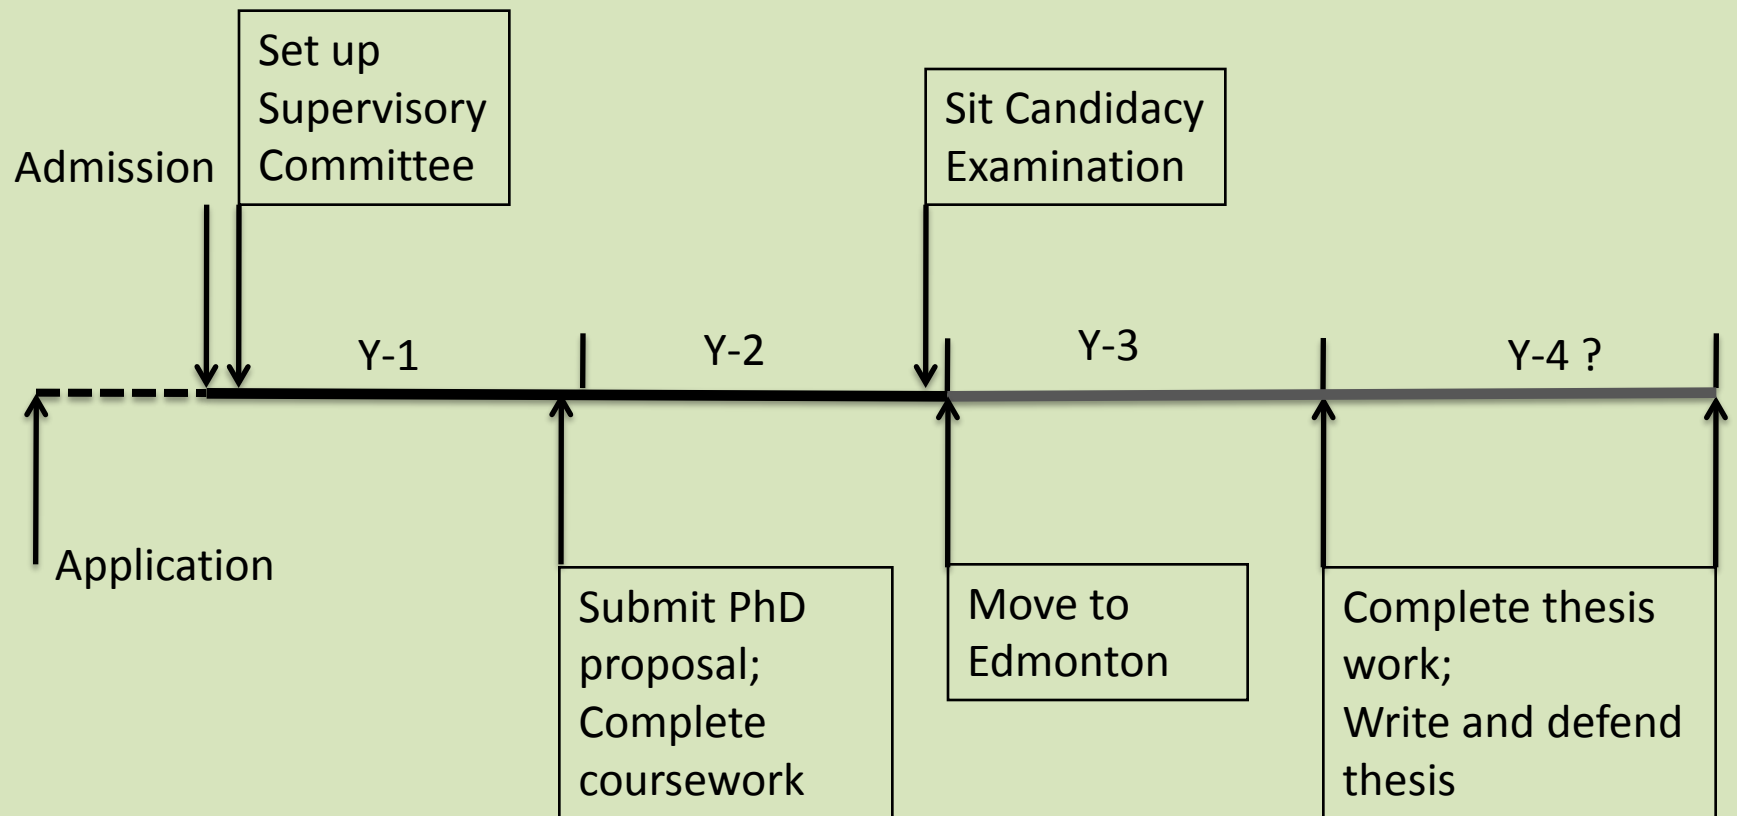 Set up
Supervisory
Committee
Admission
Sit Candidacy
Examination
Y-1
Y-2
Y-3
Y-4 ?
Application
Submit PhD
proposal;
Complete
coursework
Move to
Edmonton
Complete thesis
work;
Write and defend
thesis